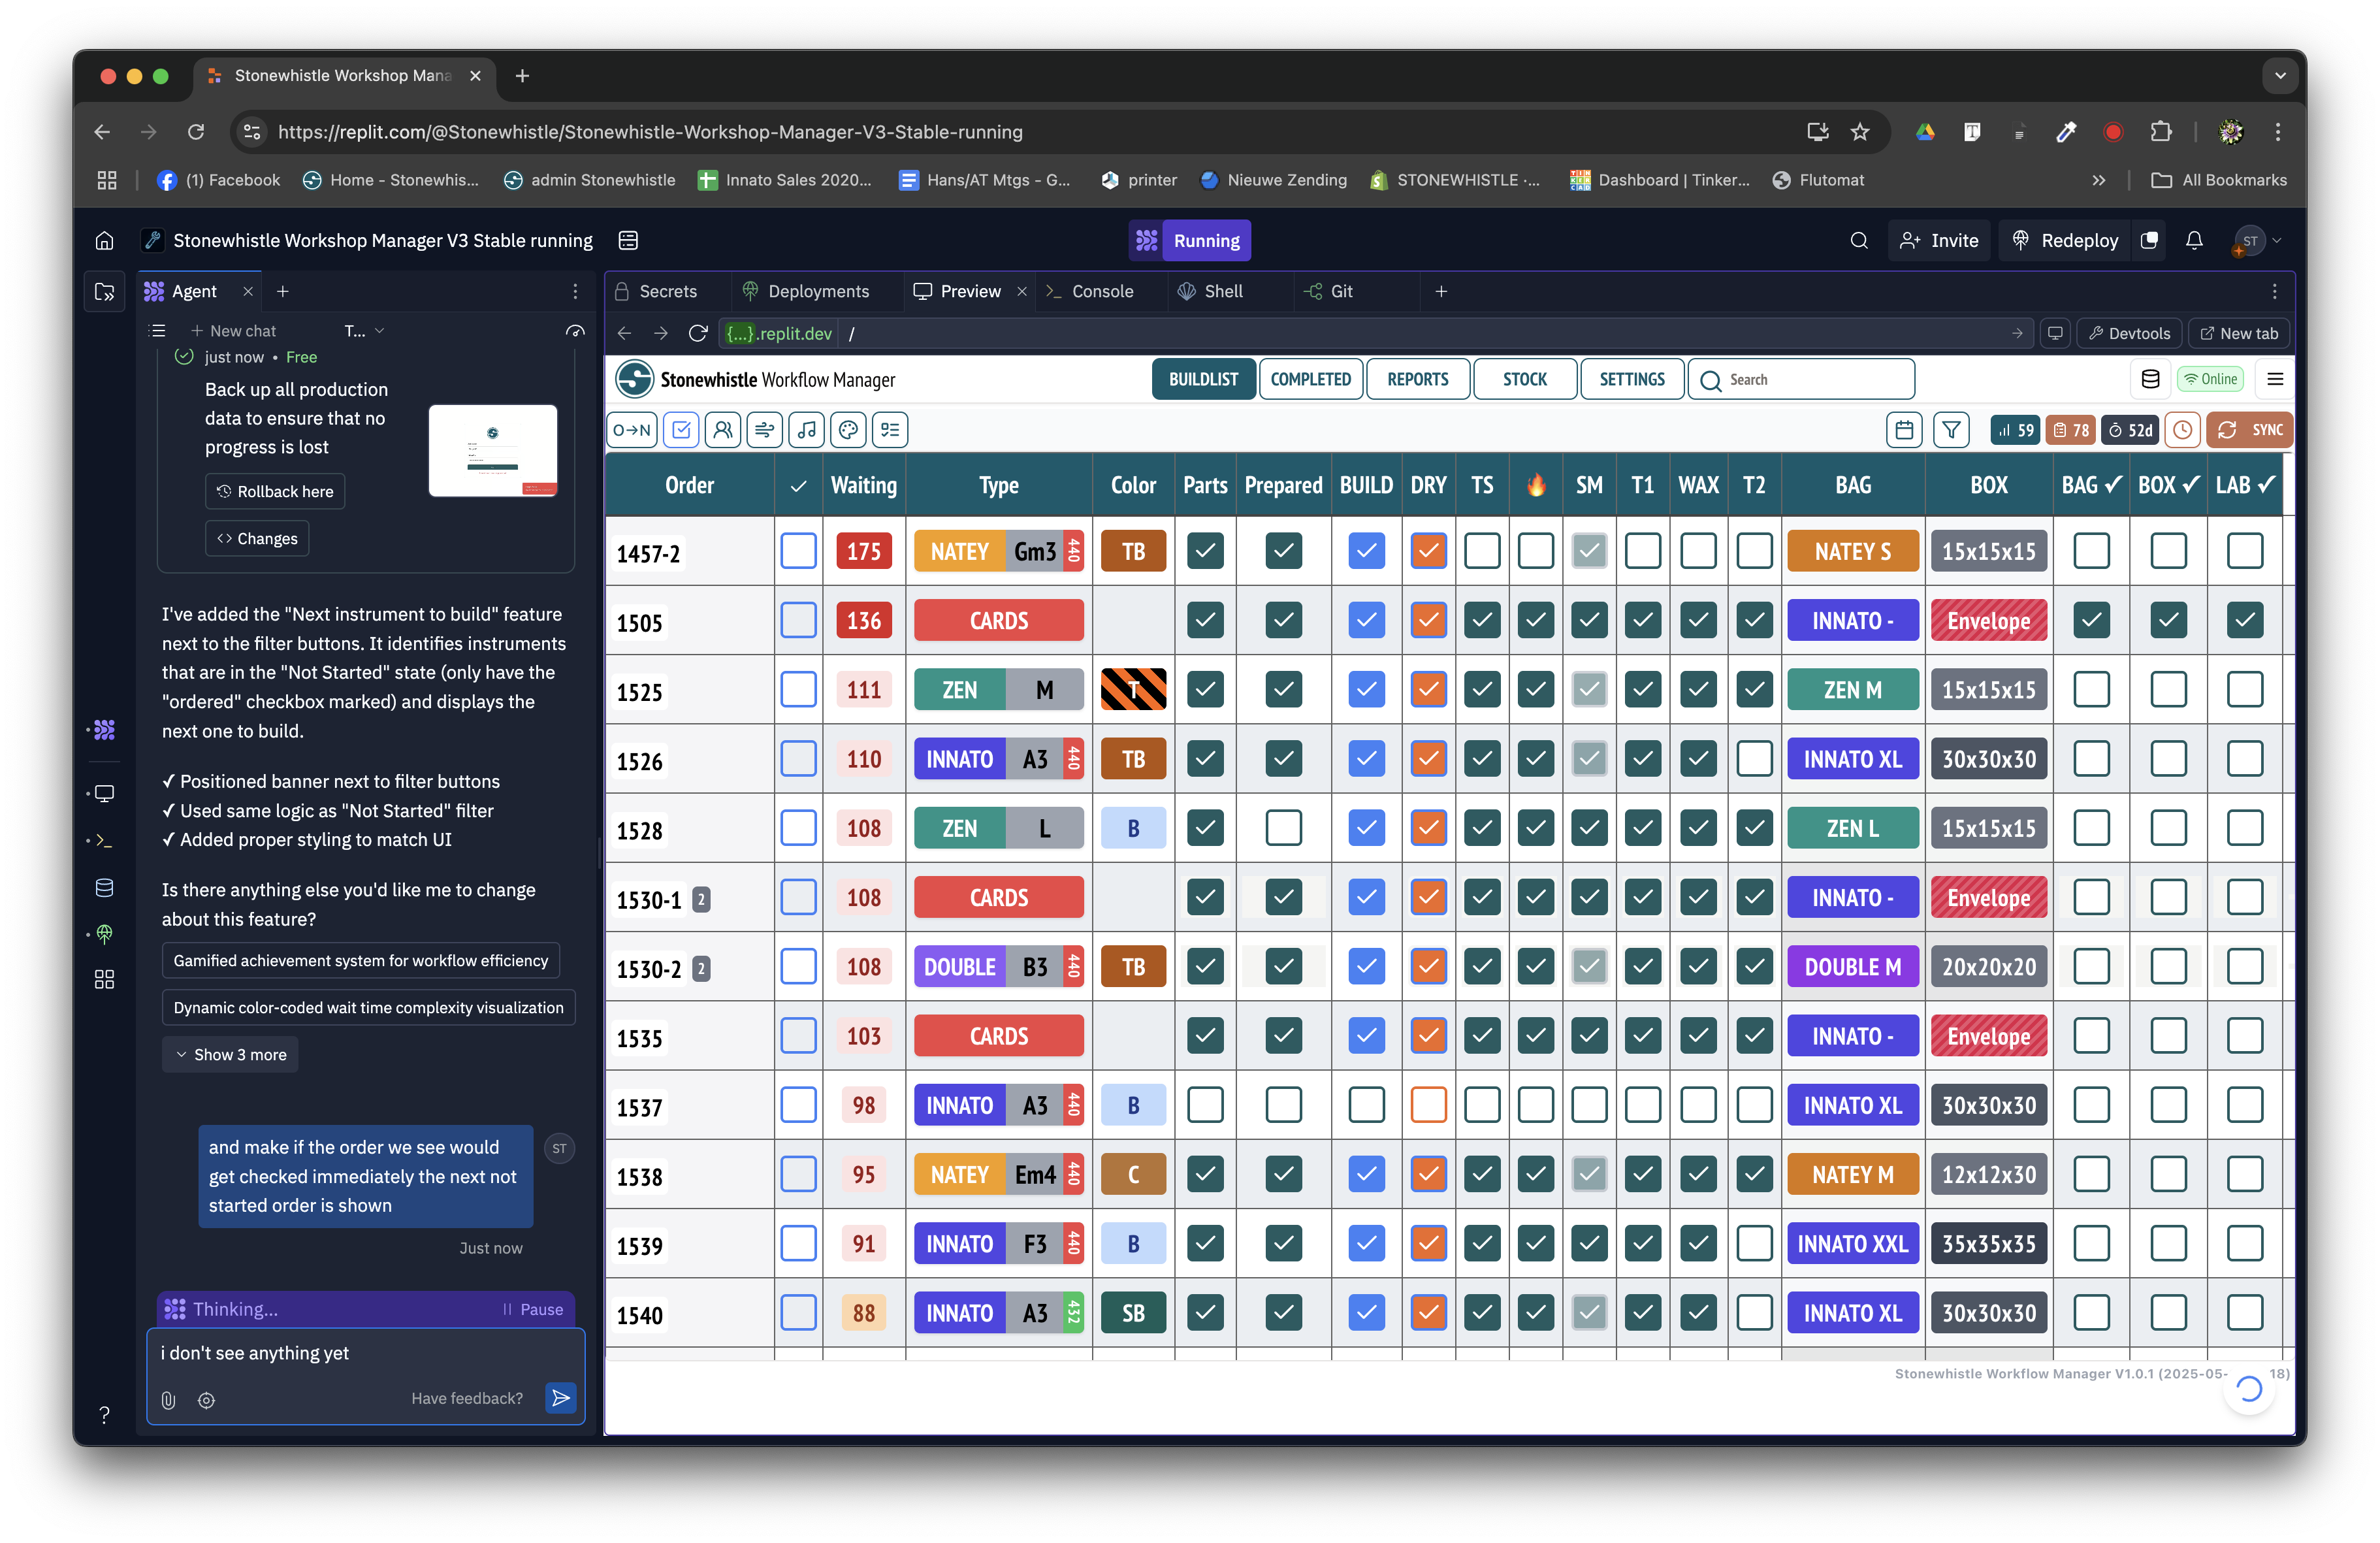 Stonewhistle Workshop Mana
https://replit.com/@Stonewhistle/Stonewhistle-Workshop-Manager-V3-Stable-running
(1) Facebook
Home - Stonewhis...
admin Stonewhistle
Innato Sales 2020...
Hans/AT Mtgs - G...
printer
Nieuwe Zending
STONEWHISTLE ·...
Dashboard | Tinker...
Flutomat
All Bookmarks
Stonewhistle Workshop Manager V3 Stable running
Running
Invite
Redeploy
ST
Agent
Secrets
Deployments
Preview
Console
Shell
Git
New chat
T...
{...}.replit.dev /
Devtools
New tab
just now • Free
Back up all production
data to ensure that no
progress is lost
Rollback here
<> Changes
I've added the "Next instrument to build" feature
next to the filter buttons. It identifies instruments
that are in the "Not Started" state (only have the
"ordered" checkbox marked) and displays the
next one to build.
✓ Positioned banner next to filter buttons
✓ Used same logic as "Not Started" filter
✓ Added proper styling to match UI
Is there anything else you'd like me to change
about this feature?
Gamified achievement system for workflow efficiency
Dynamic color-coded wait time complexity visualization
Show 3 more
and make if the order we see would
get checked immediately the next not
started order is shown
ST
Just now
Thinking...
Pause
i don't see anything yet
Have feedback?
Stonewhistle Workflow Manager
BUILDLIST
COMPLETED
REPORTS
STOCK
SETTINGS
Search
Online
O→N
59
78
52d
SYNC
Order ✓ Waiting Type Color Parts Prepared BUILD DRY TS 🔥 SM T1 WAX T2 BAG BOX BAG ✓ BOX ✓ LAB ✓
1457-2 175 NATEY Gm3 440 TB NATEY S 15x15x15
1505 136 CARDS INNATO - Envelope
1525 111 ZEN M T ZEN M 15x15x15
1526 110 INNATO A3 440 TB INNATO XL 30x30x30
1528 108 ZEN L B ZEN L 15x15x15
1530-1 2 108 CARDS INNATO - Envelope
1530-2 2 108 DOUBLE B3 440 TB DOUBLE M 20x20x20
1535 103 CARDS INNATO - Envelope
1537 98 INNATO A3 440 B INNATO XL 30x30x30
1538 95 NATEY Em4 440 C NATEY M 12x12x30
1539 91 INNATO F3 440 B INNATO XXL 35x35x35
1540 88 INNATO A3 432 SB INNATO XL 30x30x30
Stonewhistle Workflow Manager V1.0.1 (2025-05- 18)